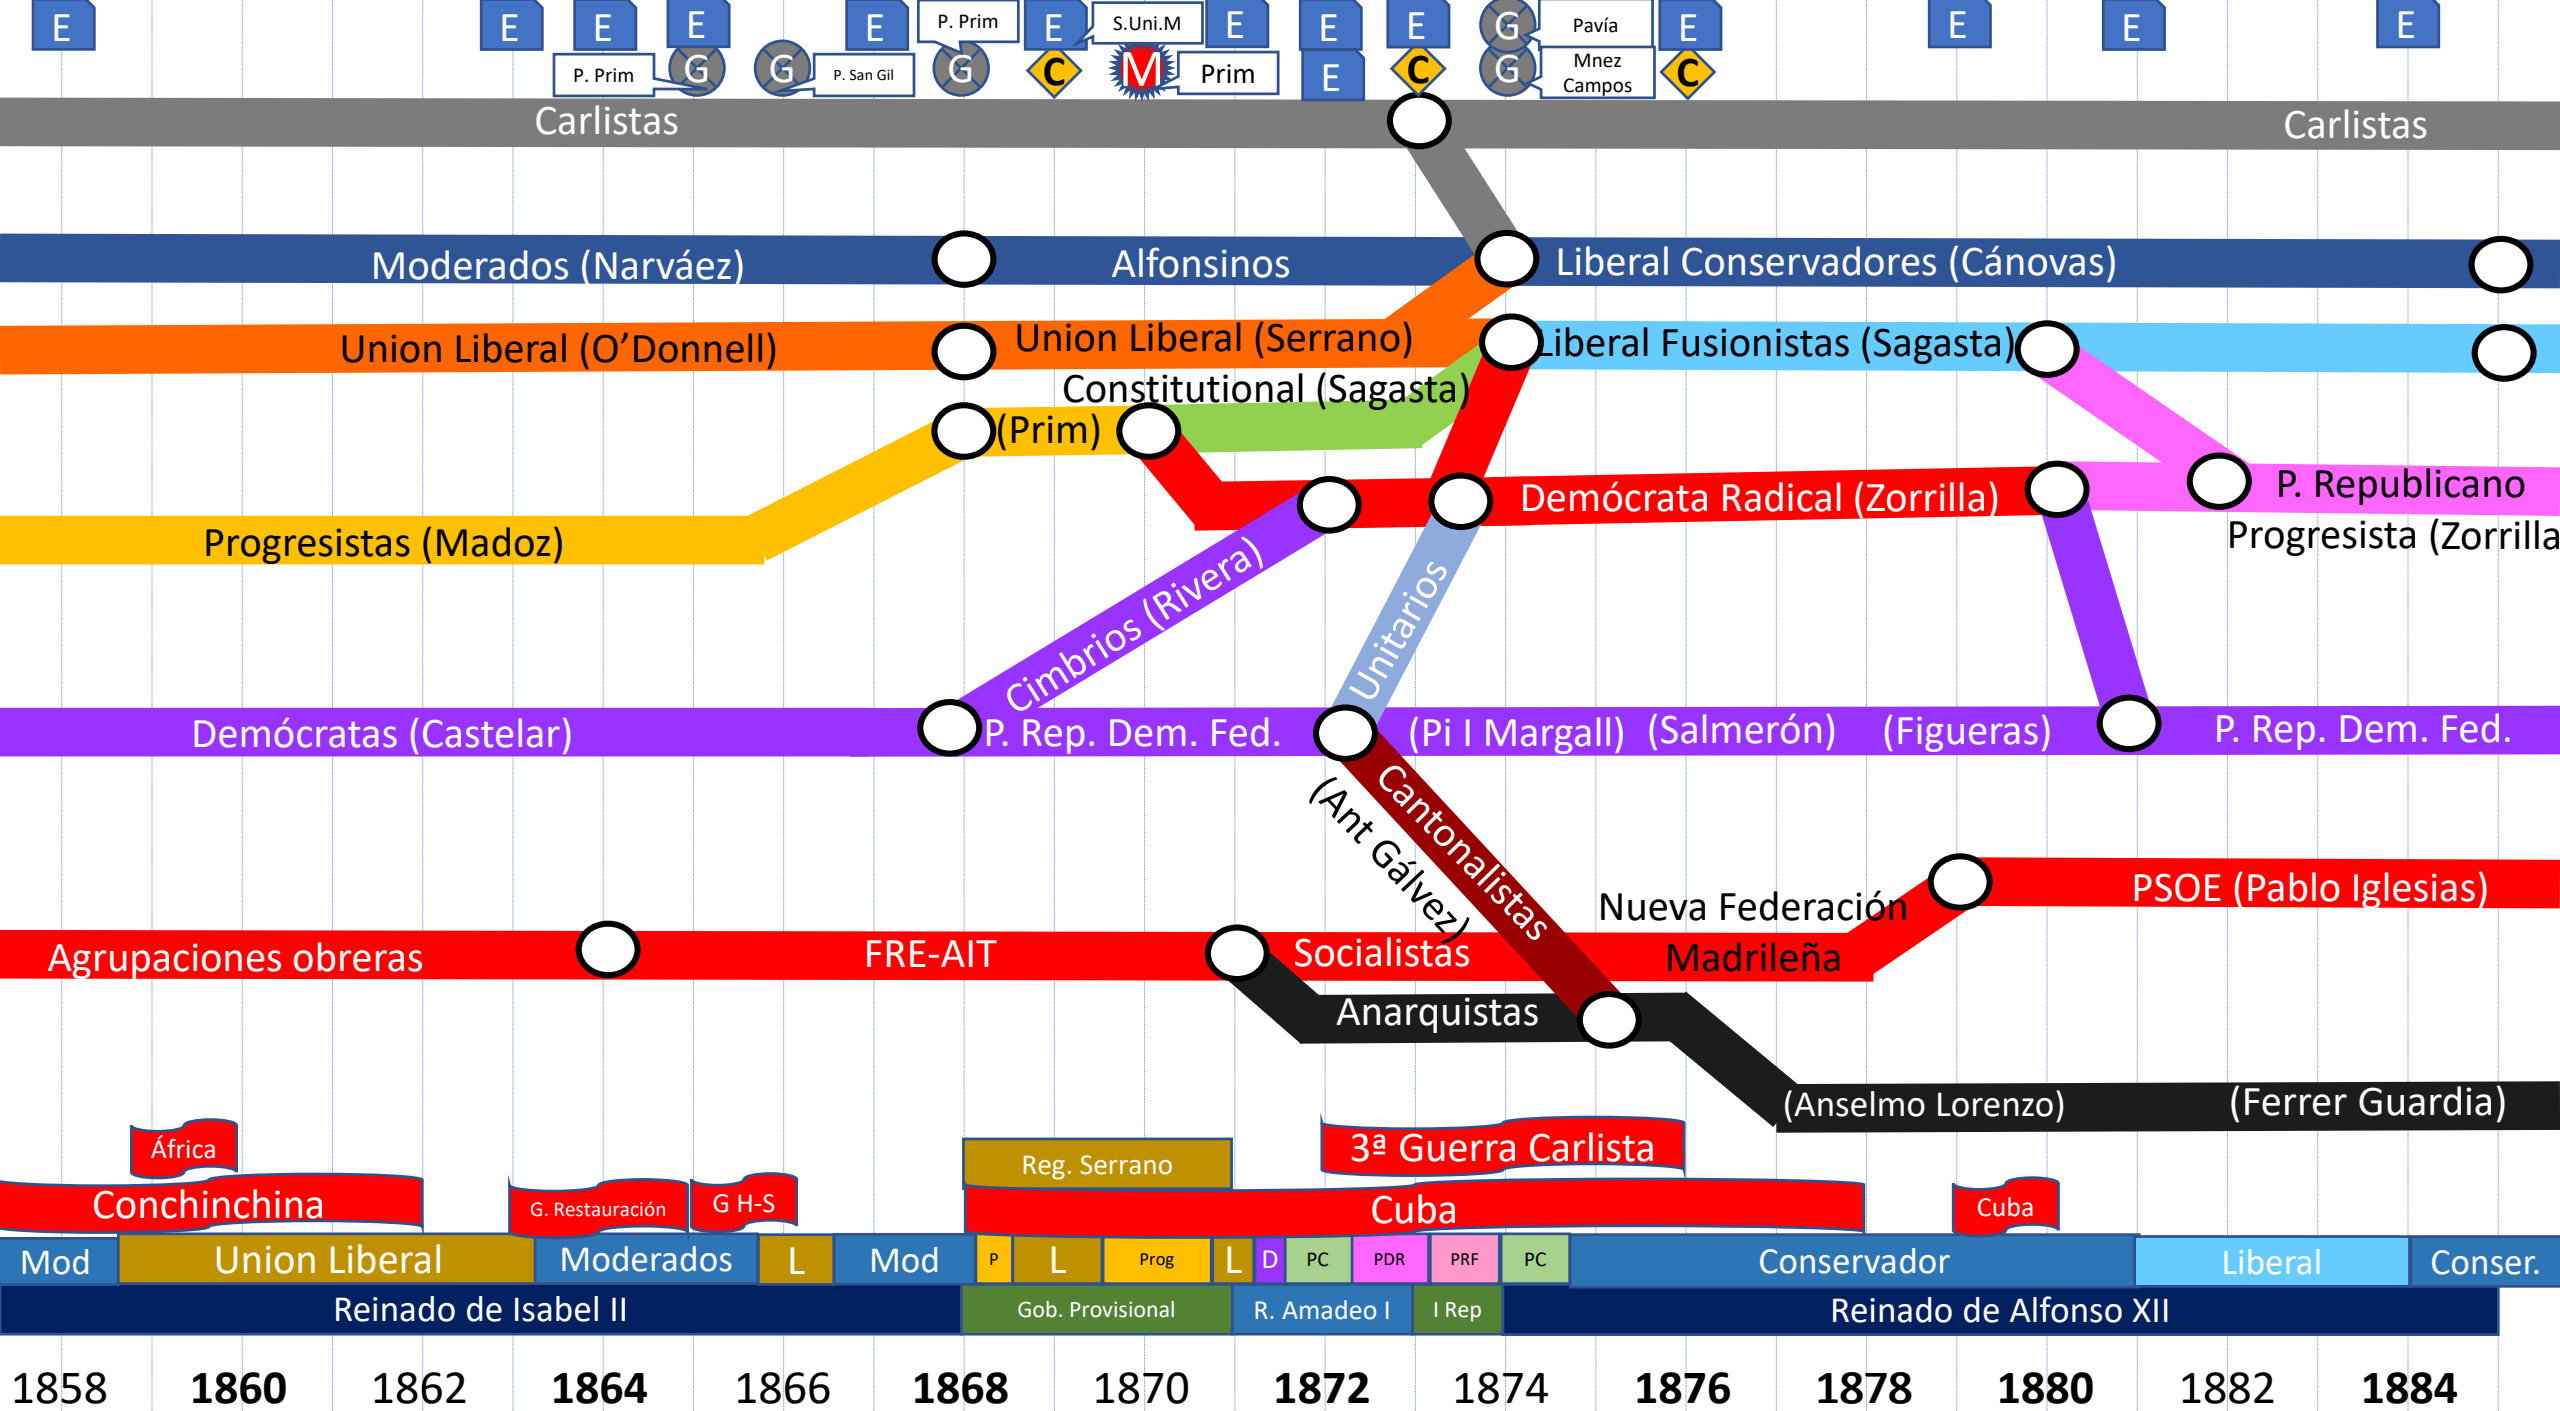 E E E E E E E E E E E E E
P. Prim
S.Uni.M
G
Pavía
E
P. Prim
G
G
P. San Gil
G
C
M
Prim
C
G
Mnez
Campos
C
Carlistas
Carlistas
Moderados (Narváez)
Alfonsinos
Liberal Conservadores (Cánovas)
Union Liberal (O’Donnell)
Union Liberal (Serrano)
Liberal Fusionistas (Sagasta)
Constitutional (Sagasta)
(Prim)
Progresistas (Madoz)
Demócrata Radical (Zorrilla)
P. Republicano
Progresista (Zorrilla
Cimbrios (Rivera)
Unitarios
Demócratas (Castelar)
P. Rep. Dem. Fed.
(Pi I Margall)
(Salmerón)
(Figueras)
P. Rep. Dem. Fed.
Cantonalistas
(Ant Gálvez)
Nueva Federación
Madrileña
PSOE (Pablo Iglesias)
Agrupaciones obreras
FRE-AIT
Socialistas
Anarquistas
(Anselmo Lorenzo)
(Ferrer Guardia)
África
Reg. Serrano
3ª Guerra Carlista
Conchinchina
G. Restauración
G H-S
Cuba
Cuba
Mod
Union Liberal
Moderados
L
Mod
P
L
Prog
L
D
PC
PDR
PRF
PC
Conservador
Liberal
Conser.
Reinado de Isabel II
Gob. Provisional
R. Amadeo I
I Rep
Reinado de Alfonso XII
1858 1860 1862 1864 1866 1868 1870 1872 1874 1876 1878 1880 1882 1884